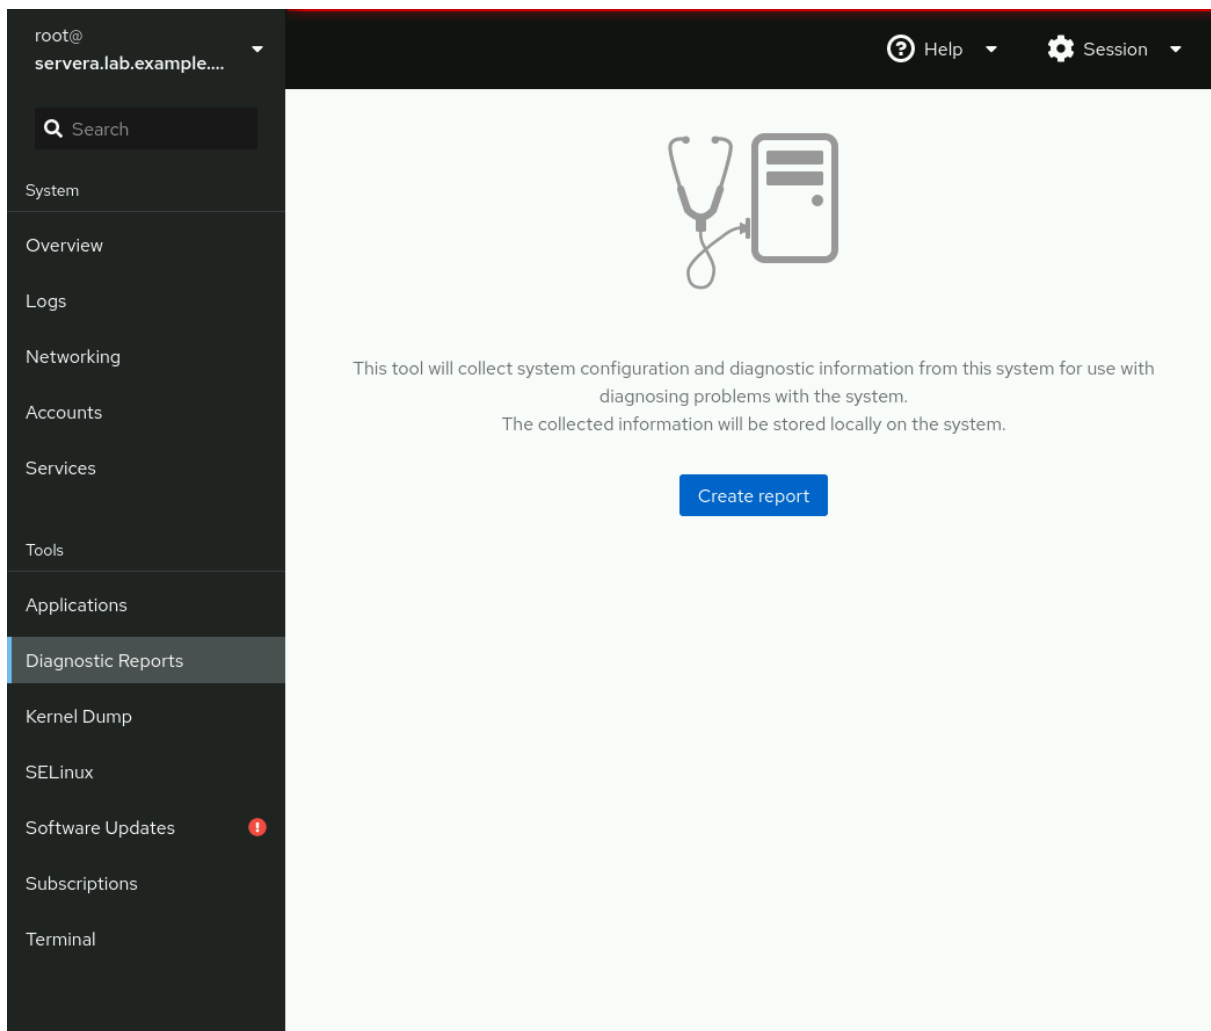 root@
servera.lab.example....
Help
Session
Search
System
Overview
Logs
Networking
Accounts
Services
Tools
Applications
Diagnostic Reports
Kernel Dump
SELinux
Software Updates
Subscriptions
Terminal
This tool will collect system configuration and diagnostic information from this system for use with
diagnosing problems with the system.
The collected information will be stored locally on the system.
Create report